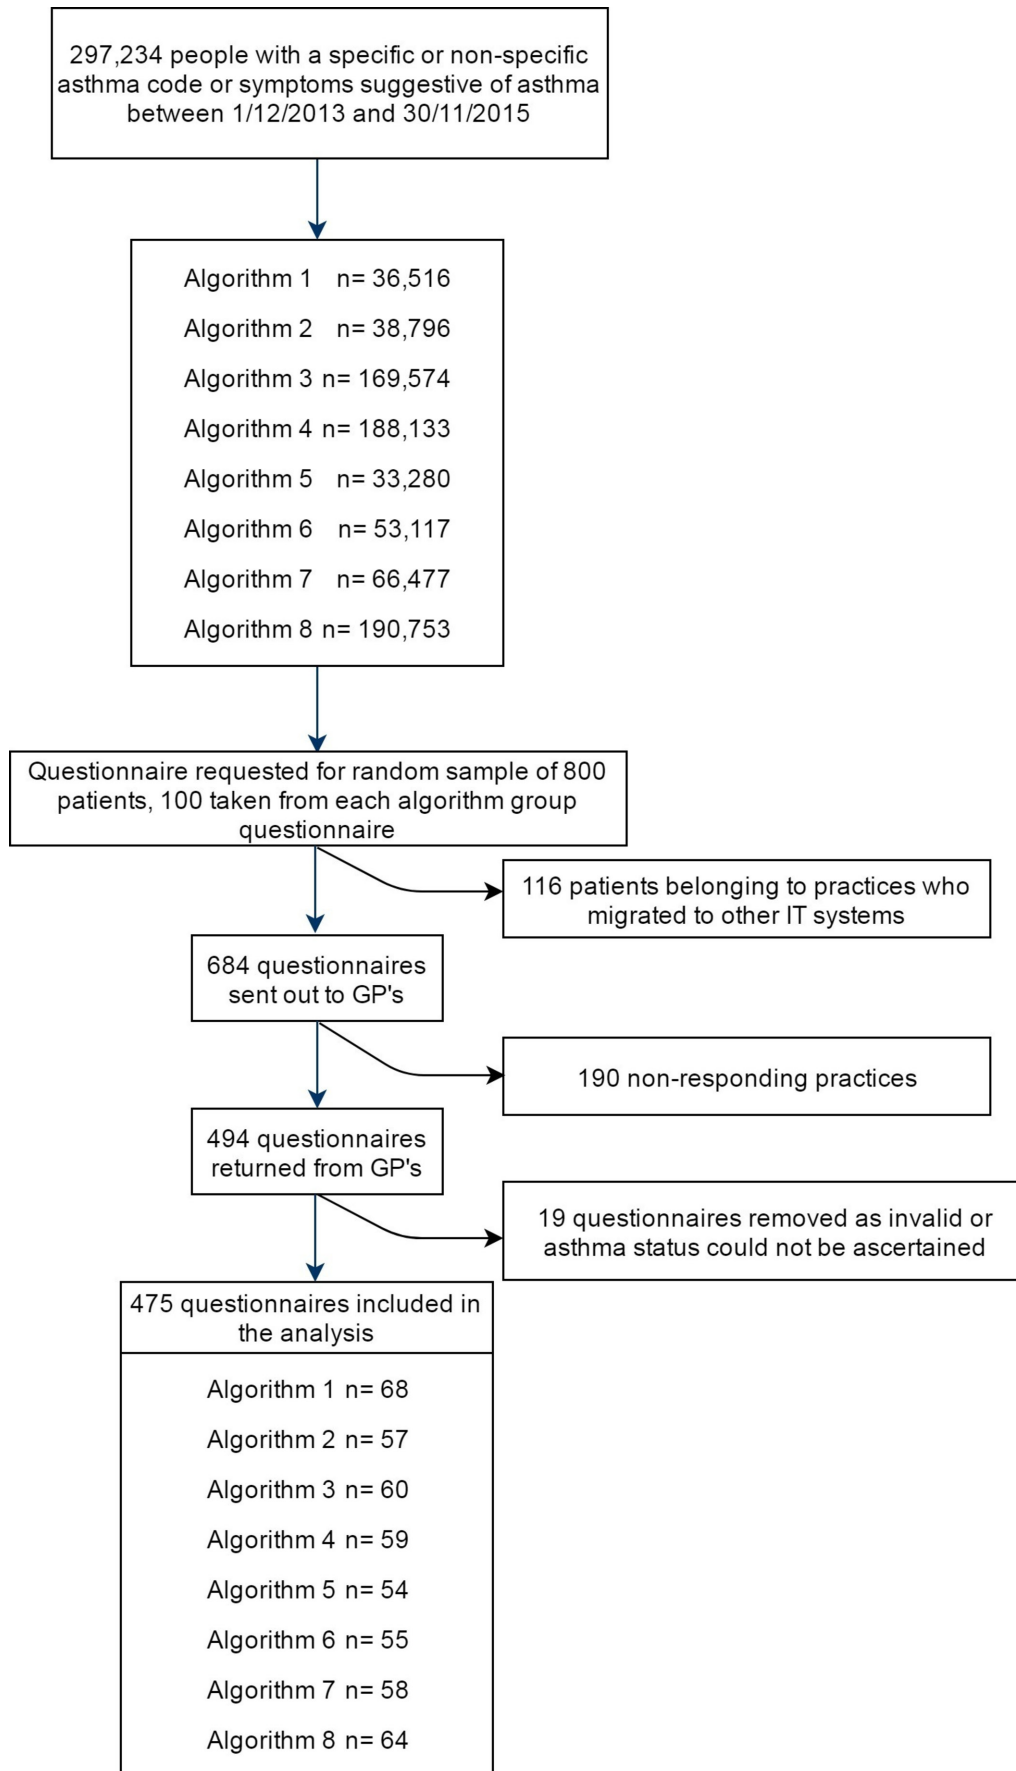 297,234 people with a specific or non-specific
asthma code or symptoms suggestive of asthma
between 1/12/2013 and 30/11/2015
Algorithm 1 n= 36,516
Algorithm 2 n= 38,796
Algorithm 3 n= 169,574
Algorithm 4 n= 188,133
Algorithm 5 n= 33,280
Algorithm 6 n= 53,117
Algorithm 7 n= 66,477
Algorithm 8 n= 190,753
Questionnaire requested for random sample of 800
patients, 100 taken from each algorithm group
questionnaire
116 patients belonging to practices who
migrated to other IT systems
684 questionnaires
sent out to GP's
190 non-responding practices
494 questionnaires
returned from GP's
19 questionnaires removed as invalid or
asthma status could not be ascertained
475 questionnaires included in
the analysis
Algorithm 1 n= 68
Algorithm 2 n= 57
Algorithm 3 n= 60
Algorithm 4 n= 59
Algorithm 5 n= 54
Algorithm 6 n= 55
Algorithm 7 n= 58
Algorithm 8 n= 64